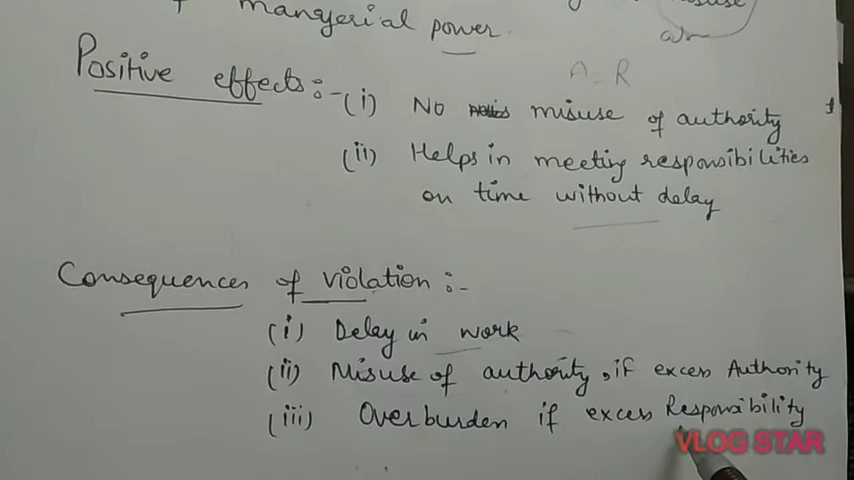 mangerial power.
A = R
Positive effects :- (i) No misuse of authority
(ii) Helps in meeting responsibilities
on time without delay
Consequences of violation :-
(i) Delay in work
(ii) Misuse of authority, if excess Authority
(iii) Overburden if excess Responsibility
VLOG STAR